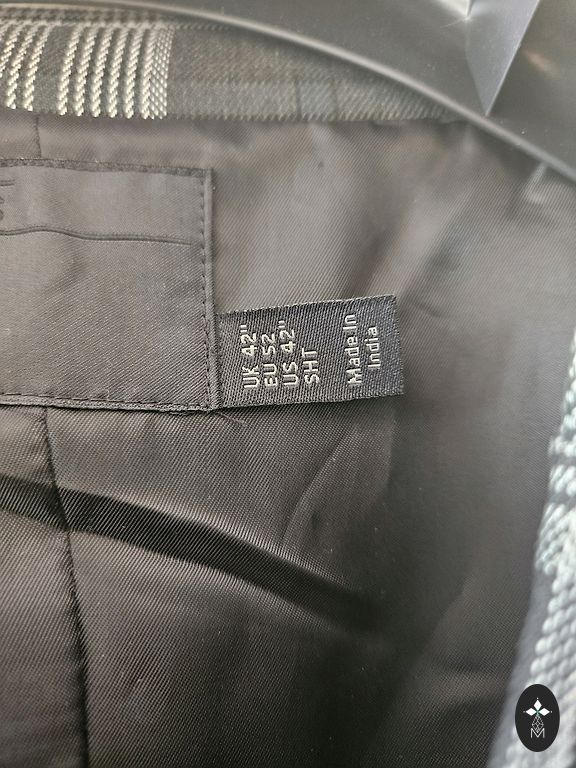 UK 42"
EU 52
US 42"
SHT
Made In
India